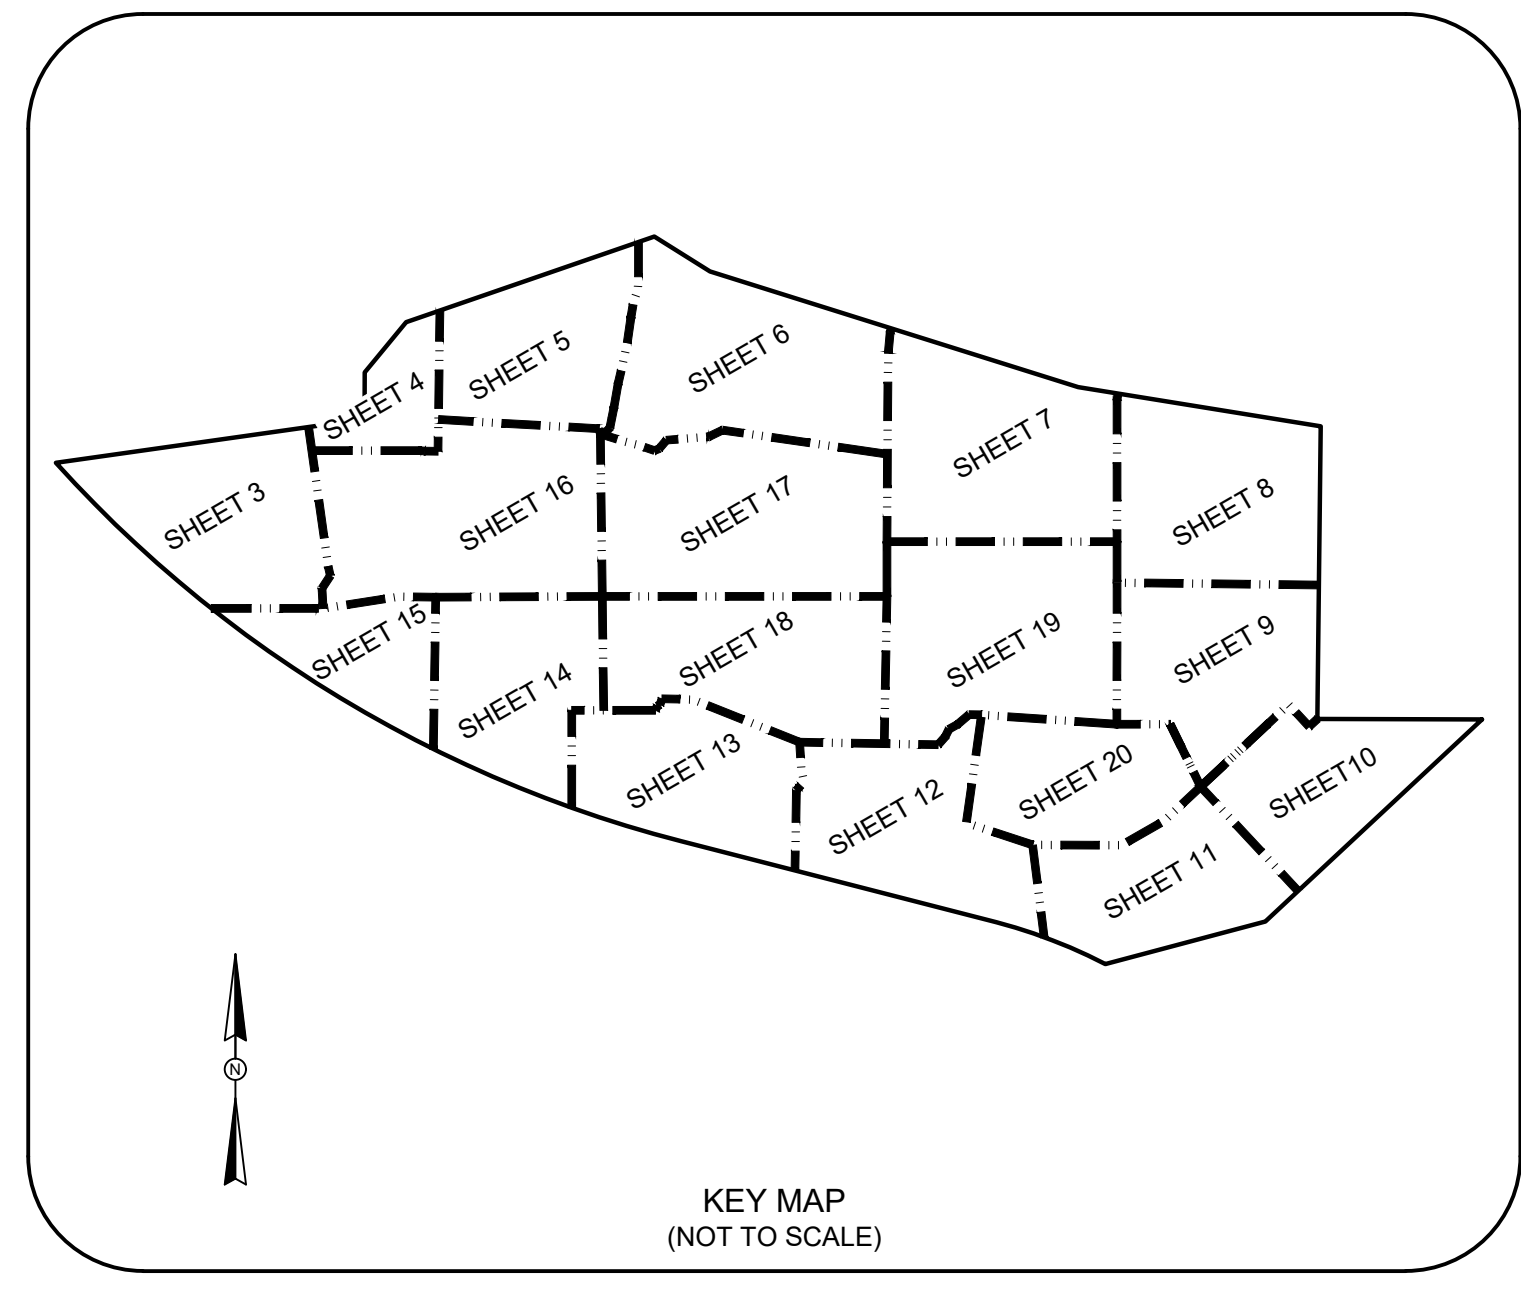 SHEET 6
SHEET 5
SHEET 4
SHEET 7
SHEET 3
SHEET 16
SHEET 17
SHEET 8
SHEET 15
SHEET 18
SHEET 19
SHEET 9
SHEET 14
SHEET 13
SHEET 12
SHEET 20
SHEET10
SHEET 11
N
KEY MAP
(NOT TO SCALE)